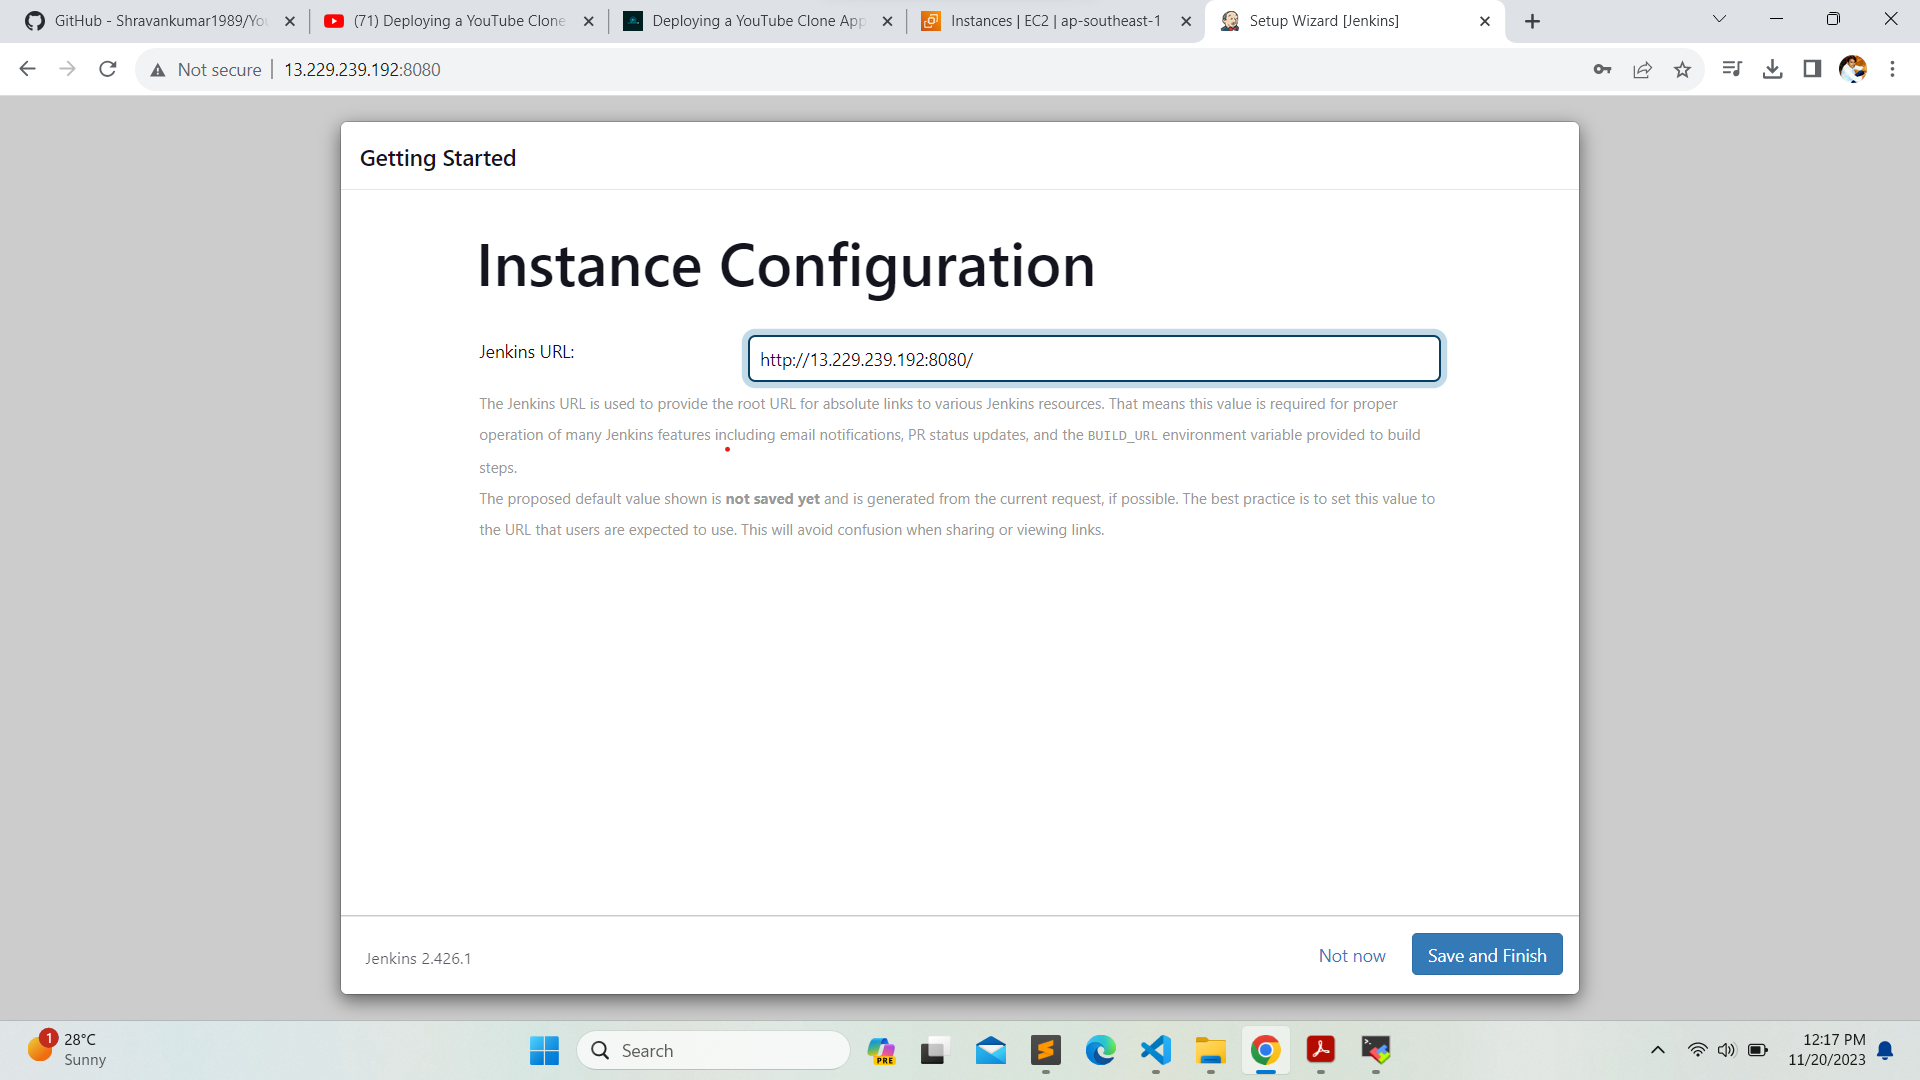 GitHub - Shravankumar1989/You
(71) Deploying a YouTube Clone
Deploying a YouTube Clone App
Instances | EC2 | ap-southeast-1
Setup Wizard [Jenkins]
Not secure
13.229.239.192:8080
Getting Started
Instance Configuration
Jenkins URL:
http://13.229.239.192:8080/
The Jenkins URL is used to provide the root URL for absolute links to various Jenkins resources. That means this value is required for proper
operation of many Jenkins features including email notifications, PR status updates, and the BUILD_URL environment variable provided to build
steps.
The proposed default value shown is not saved yet and is generated from the current request, if possible. The best practice is to set this value to
the URL that users are expected to use. This will avoid confusion when sharing or viewing links.
Jenkins 2.426.1
Not now
Save and Finish
1
28°C
Sunny
Search
PRE
12:17 PM
11/20/2023